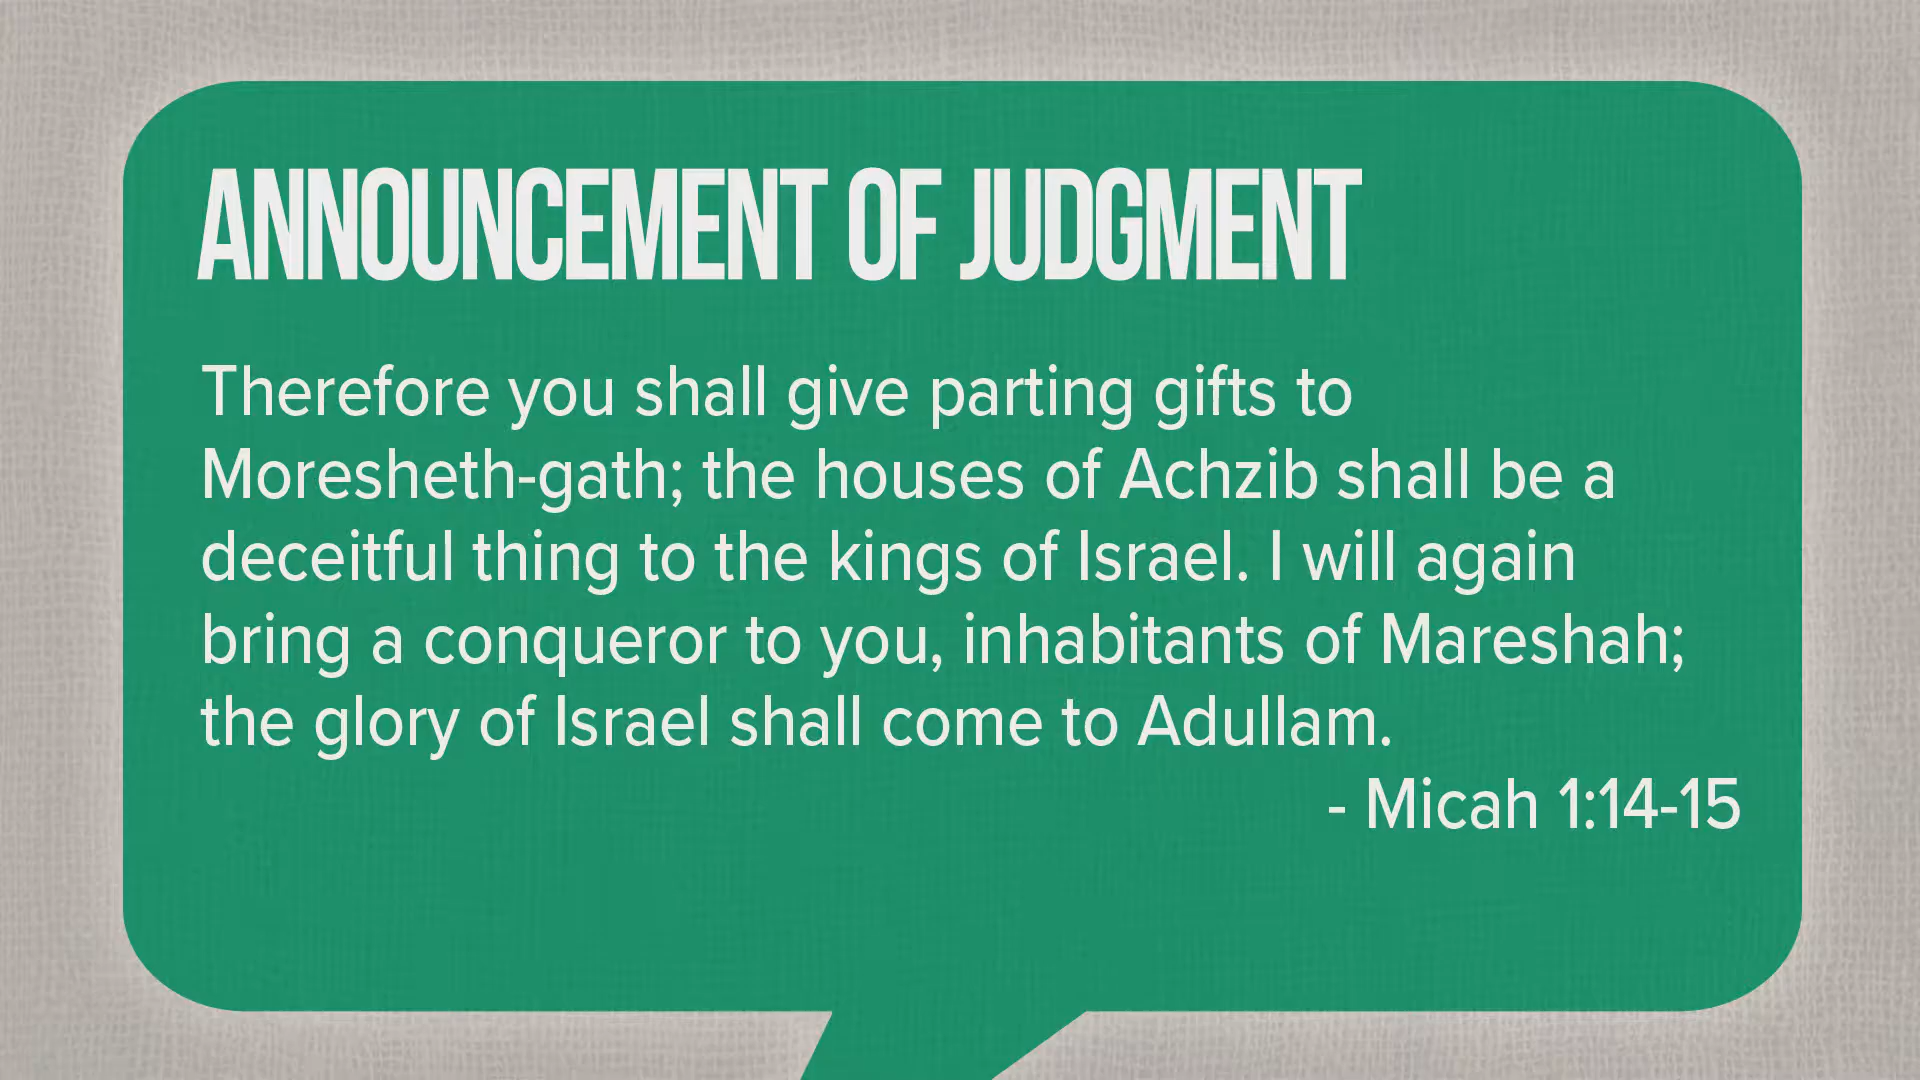 ANNOUNCEMENT OF JUDGMENT
Therefore you shall give parting gifts to
Moresheth-gath; the houses of Achzib shall be a
deceitful thing to the kings of Israel. I will again
bring a conqueror to you, inhabitants of Mareshah;
the glory of Israel shall come to Adullam.
- Micah 1:14-15